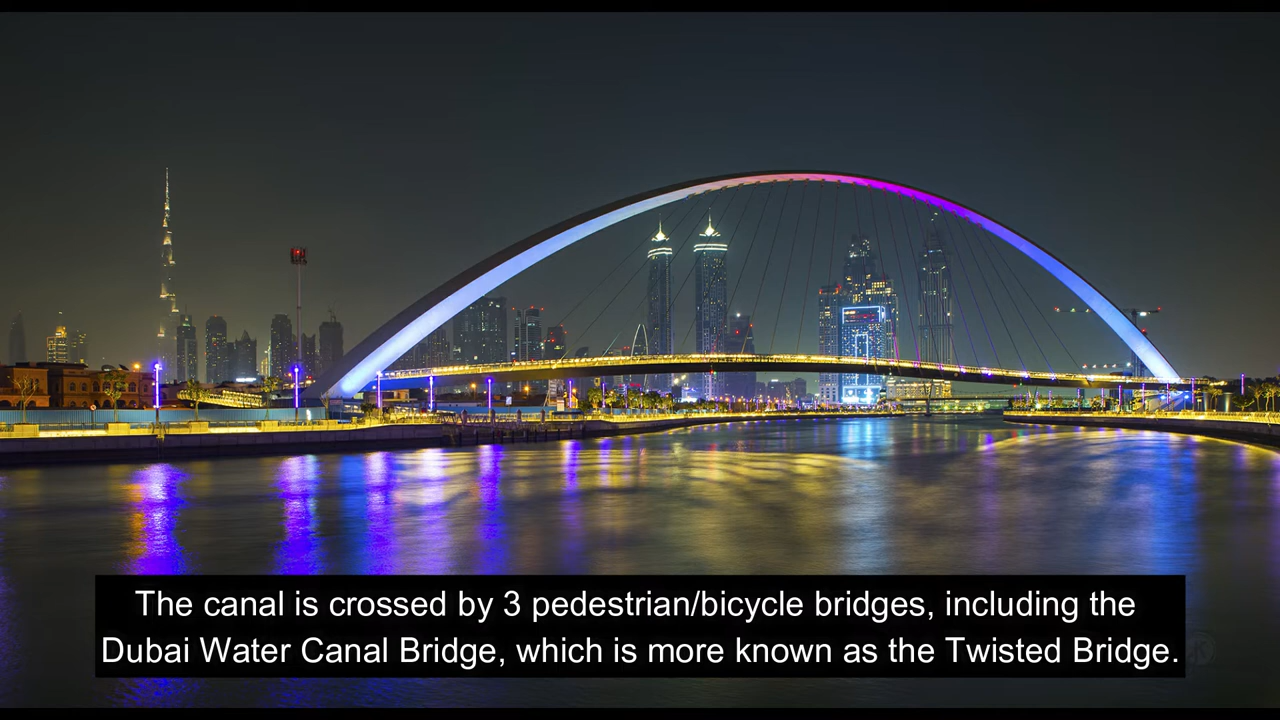 The canal is crossed by 3 pedestrian/bicycle bridges, including the
Dubai Water Canal Bridge, which is more known as the Twisted Bridge.